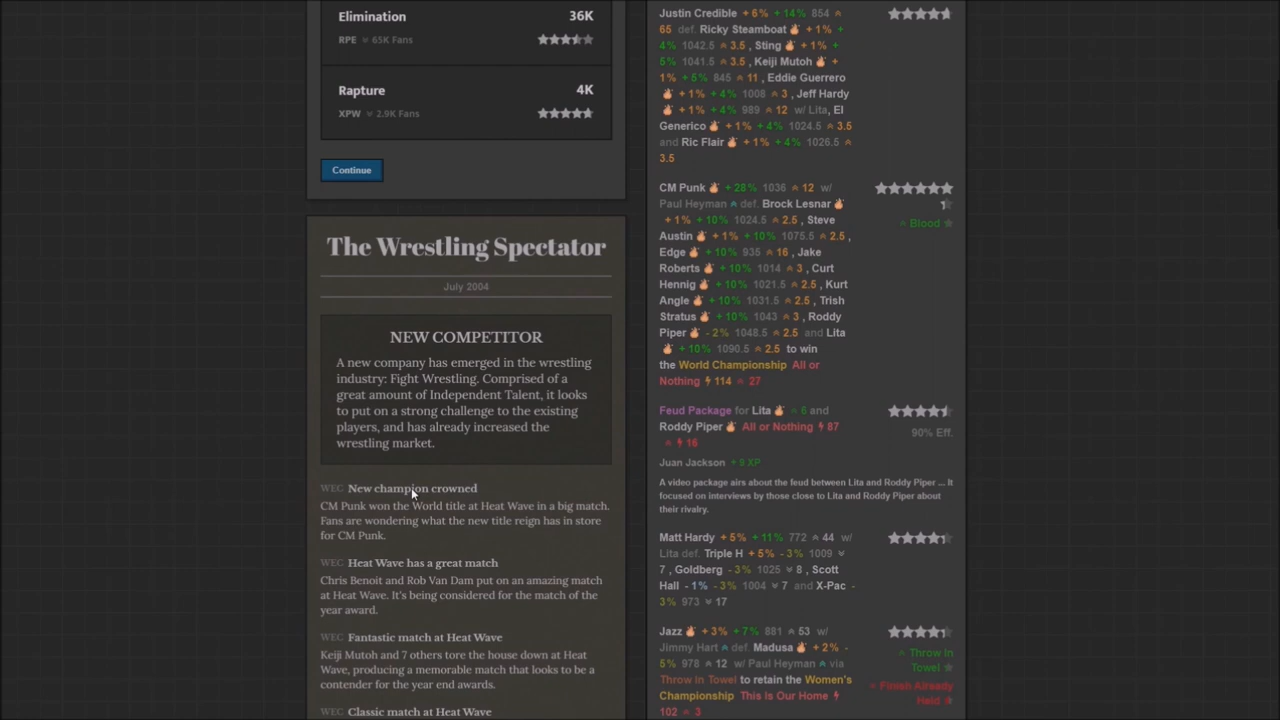 Elimination 36K
RPE 65K Fans
Rapture 4K
XPW 2.9K Fans
Continue
The Wrestling Spectator
July 2004
NEW COMPETITOR
A new company has emerged in the wrestling
industry: Fight Wrestling. Comprised of a
great amount of Independent Talent, it looks
to put on a strong challenge to the existing
players, and has already increased the
wrestling market.
WEC New champion crowned
CM Punk won the World title at Heat Wave in a big match.
Fans are wondering what the new title reign has in store
for CM Punk.
WEC Heat Wave has a great match
Chris Benoit and Rob Van Dam put on an amazing match
at Heat Wave. It's being considered for the match of the
year award.
WEC Fantastic match at Heat Wave
Keiji Mutoh and 7 others tore the house down at Heat
Wave, producing a memorable match that looks to be a
contender for the year end awards.
WEC Classic match at Heat Wave
Justin Credible + 6% + 14% 854
65 def. Ricky Steamboat + 1% +
4% 1042.5 3.5 , Sting + 1% +
5% 1041.5 3.5 , Keiji Mutoh +
1% + 5% 845 11 , Eddie Guerrero
+ 1% + 4% 1008 3 , Jeff Hardy
+ 1% + 4% 989 12 w/ Lita, El
Generico + 1% + 4% 1024.5 3.5
and Ric Flair + 1% + 4% 1026.5
3.5
CM Punk + 28% 1036 12 w/
Paul Heyman def. Brock Lesnar
+ 1% + 10% 1024.5 2.5 , Steve
Austin + 1% + 10% 1075.5 2.5 ,
Edge + 10% 935 16 , Jake
Roberts + 10% 1014 3 , Curt
Hennig + 10% 1021.5 2.5 , Kurt
Angle + 10% 1031.5 2.5 , Trish
Stratus + 10% 1043 3 , Roddy
Piper - 2% 1048.5 2.5 and Lita
+ 10% 1090.5 2.5 to win
the World Championship All or
Nothing 114 27
Blood
Feud Package for Lita 6 and
Roddy Piper All or Nothing 87
16
90% Eff.
Juan Jackson + 9 XP
A video package airs about the feud between Lita and Roddy Piper ... It
focused on interviews by those close to Lita and Roddy Piper about
their rivalry.
Matt Hardy + 5% + 11% 772 44 w/
Lita def. Triple H + 5% - 3% 1009
7 , Goldberg - 3% 1025 8 , Scott
Hall - 1% - 3% 1004 7 and X-Pac -
3% 973 17
Jazz + 3% + 7% 881 53 w/
Jimmy Hart def. Madusa + 2% -
5% 978 12 w/ Paul Heyman via
Throw In Towel to retain the Women's
Championship This Is Our Home
102 3
Throw In
Towel
Finish Already
Held